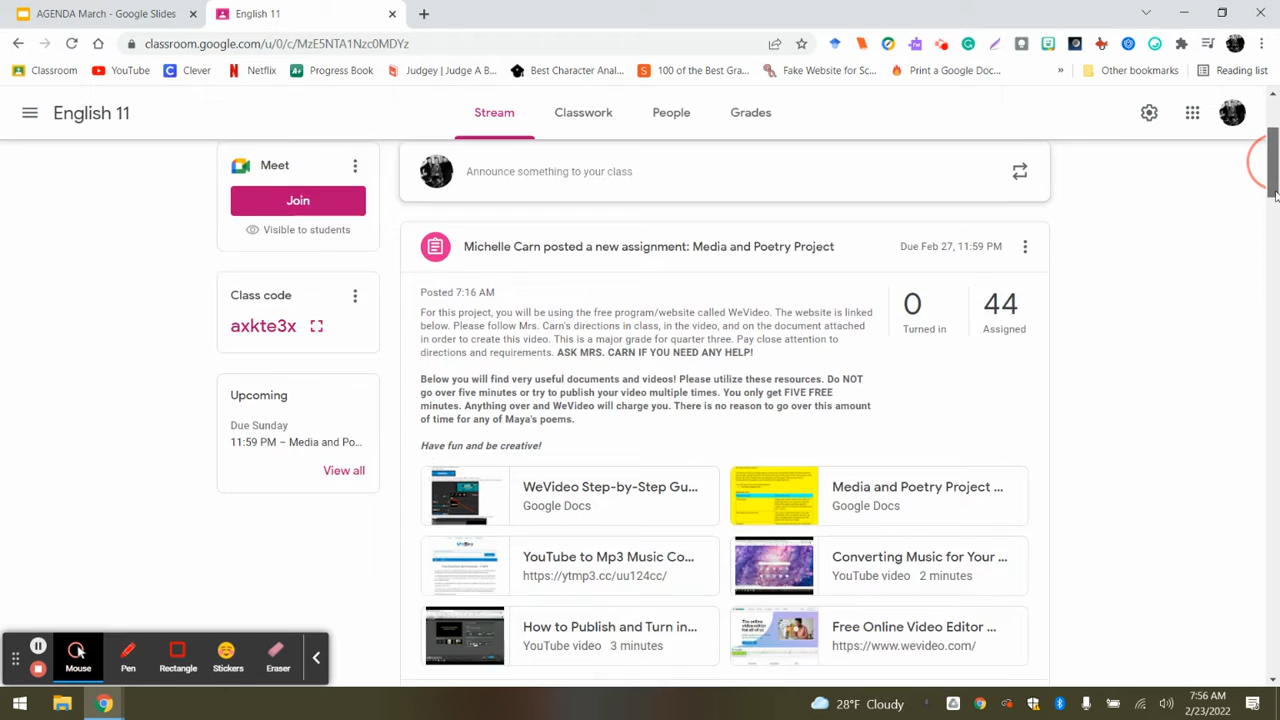 AGENDA March - Google Slides
English 11
classroom.google.com/u/0/c/MzE5NTA1Nzc0MDYz
Classroom
YouTube
Clever
Netflix
Progress Book
Judgey | Judge A B...
Best Character Anal...
100 of the Best Gra...
Fake Website for Sc...
Print a Google Doc...
»
Other bookmarks
Reading list
English 11
Stream
Classwork
People
Grades
Meet
Join
Visible to students
Class code
axkte3x
Upcoming
Due Sunday
11:59 PM – Media and Po...
View all
Announce something to your class
Michelle Carn posted a new assignment: Media and Poetry Project
Due Feb 27, 11:59 PM
Posted 7:16 AM
For this project, you will be using the free program/website called WeVideo. The website is linked
below. Please follow Mrs. Carn's directions in class, in the video, and on the document attached
in order to create this video. This is a major grade for quarter three. Pay close attention to
directions and requirements. ASK MRS. CARN IF YOU NEED ANY HELP!
Below you will find very useful documents and videos! Please utilize these resources. Do NOT
go over five minutes or try to publish your video multiple times. You only get FIVE FREE
minutes. Anything over and WeVideo will charge you. There is no reason to go over this amount
of time for any of Maya's poems.
Have fun and be creative!
0
Turned in
44
Assigned
WeVideo Step-by-Step Gu...
Google Docs
Media and Poetry Project ...
Google Docs
YouTube to Mp3 Music Co...
https://ytmp3.cc/uu124cc/
Converting Music for Your ...
YouTube video 2 minutes
How to Publish and Turn in...
YouTube video 3 minutes
Free Online Video Editor ...
https://www.wevideo.com/
Mouse
Pen
Rectangle
Stickers
Eraser
28°F Cloudy
7:56 AM
2/23/2022